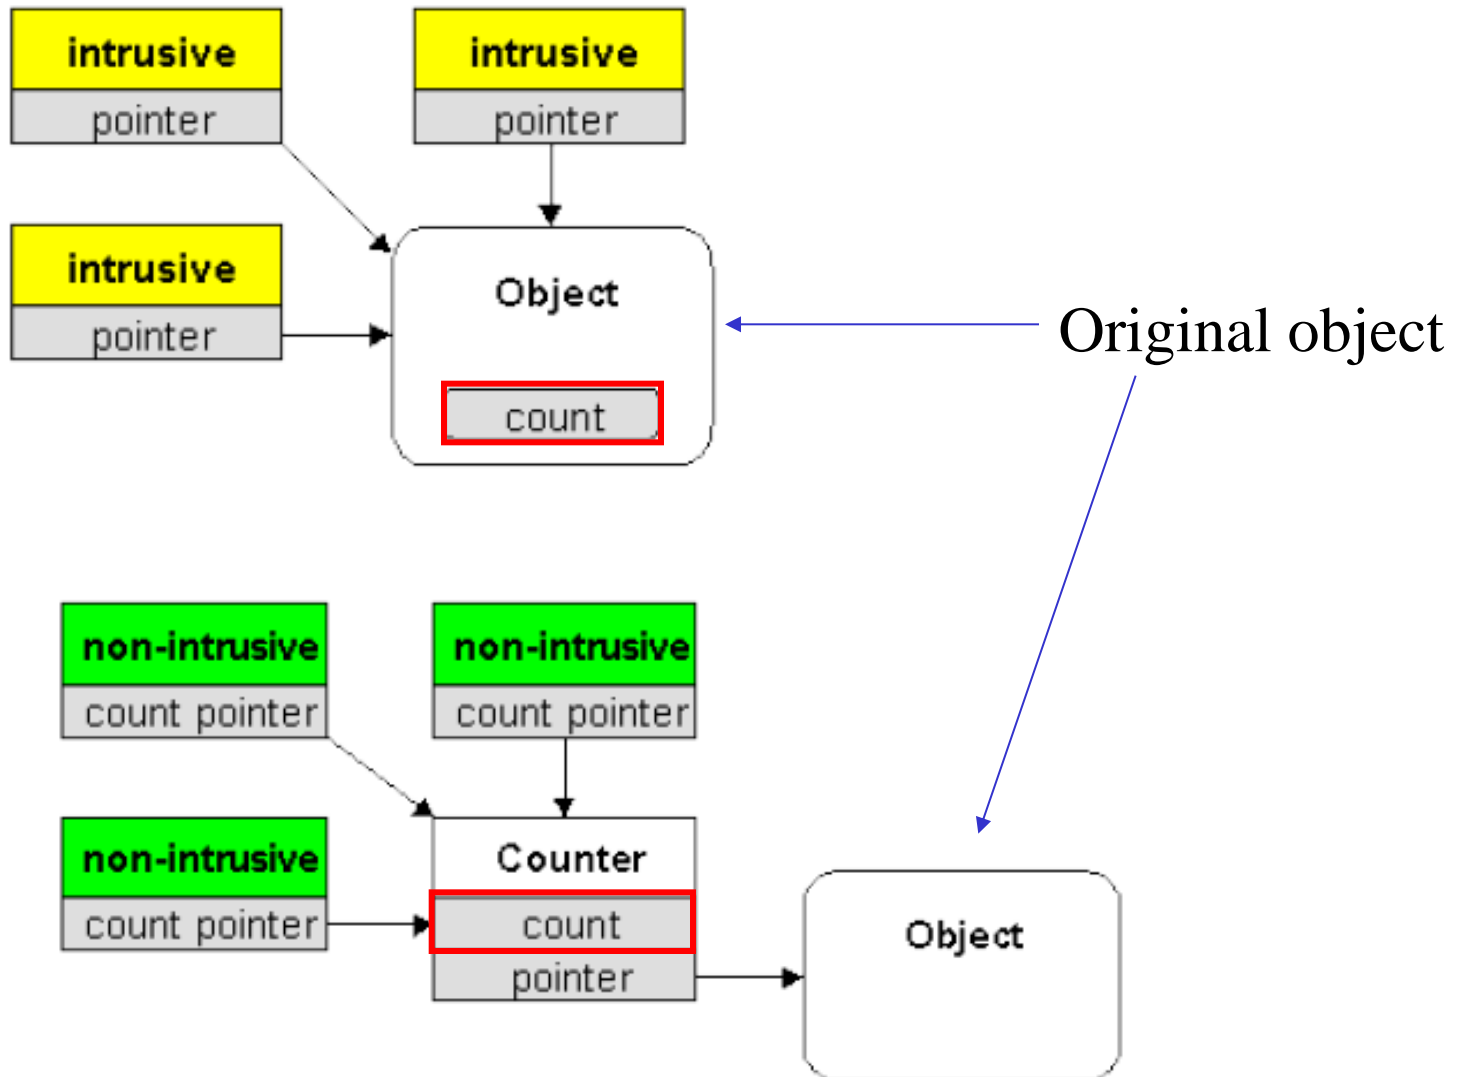 intrusive
pointer
intrusive
pointer
intrusive
pointer
Object
count
Original object
non-intrusive
count pointer
non-intrusive
count pointer
non-intrusive
count pointer
Counter
count
pointer
Object